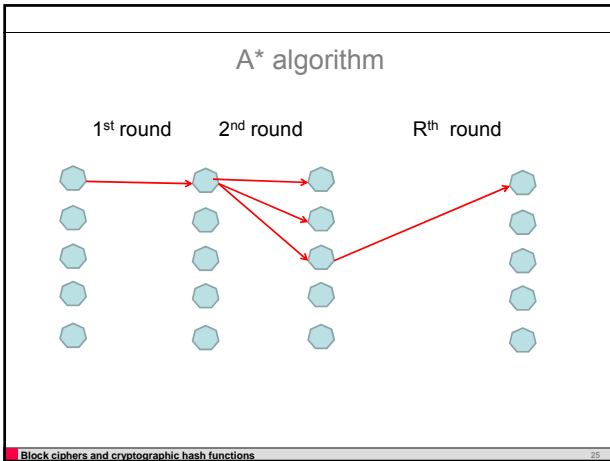 A* algorithm
1st round 2nd round Rth round
Block ciphers and cryptographic hash functions 25